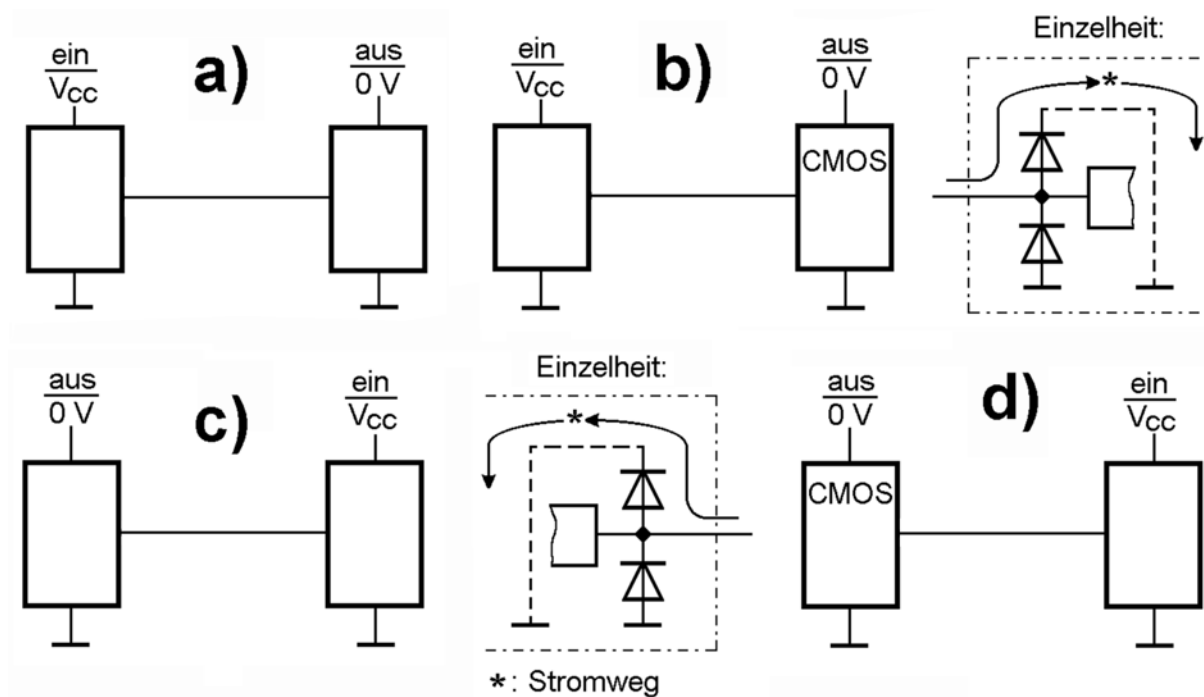 ein
VCC
a)
aus
0 V
ein
VCC
b)
aus
0 V
CMOS
Einzelheit:
*
aus
0 V
c)
ein
VCC
Einzelheit:
*
aus
0 V
CMOS
d)
ein
VCC
*: Stromweg